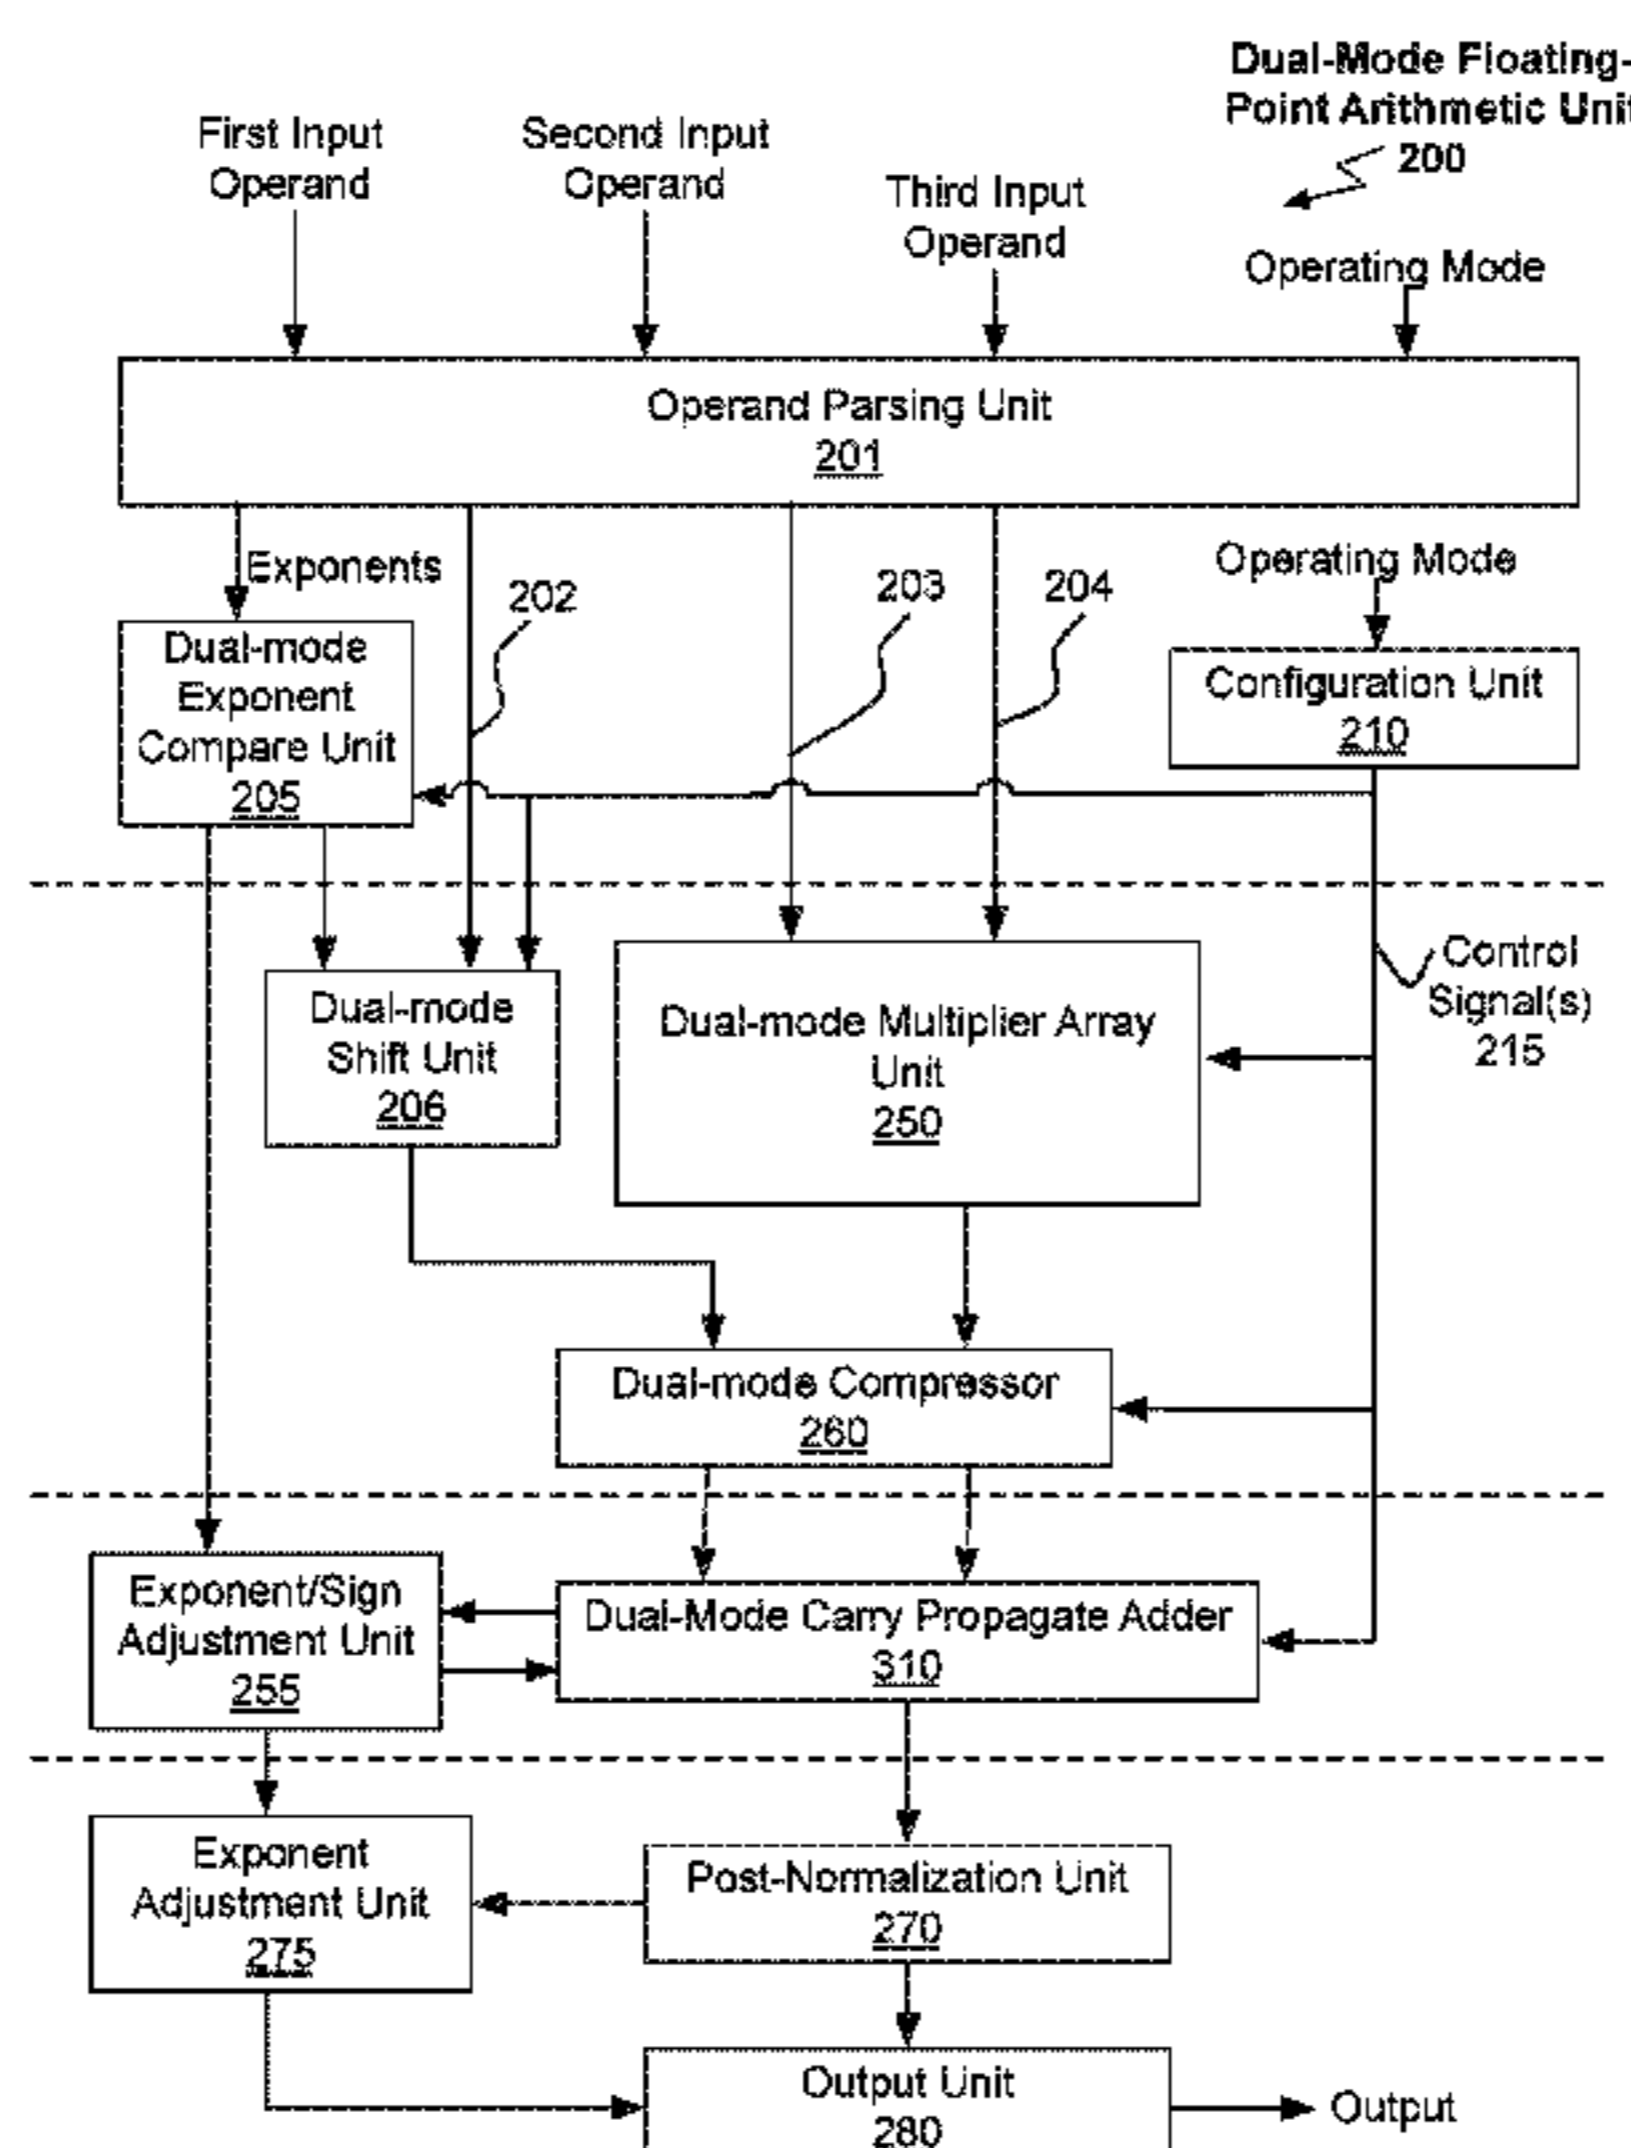 Dual-Mode Floating-
Point Arithmetic Unit
200
First Input
Operand
Second Input
Operand
Third Input
Operand
Operating Mode
Operand Parsing Unit
201
Exponents
202
203
204
Operating Mode
Dual-mode
Exponent
Compare Unit
205
Configuration Unit
210
Control
Signal(s)
215
Dual-mode
Shift Unit
206
Dual-mode Multiplier Array
Unit
250
Dual-mode Compressor
260
Exponent/Sign
Adjustment Unit
255
Dual-Mode Carry Propagate Adder
310
Exponent
Adjustment Unit
275
Post-Normalization Unit
270
Output Unit
280
Output